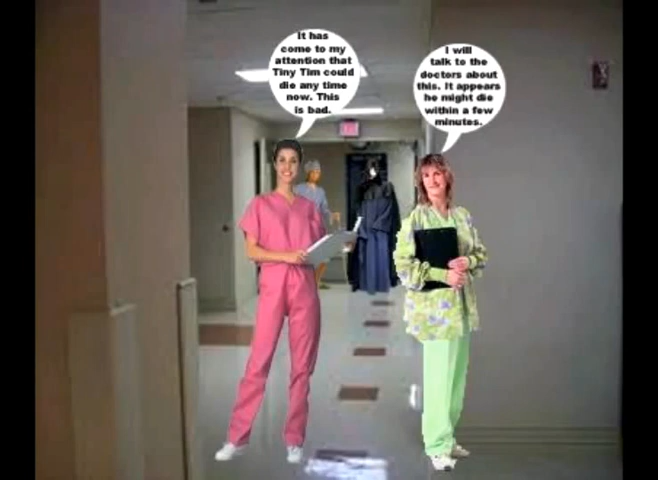 It has
come to my
attention that
Tiny Tim could
die any time
now. This
is bad.
I will
talk to the
doctors about
this. It appears
he might die
within a few
minutes.